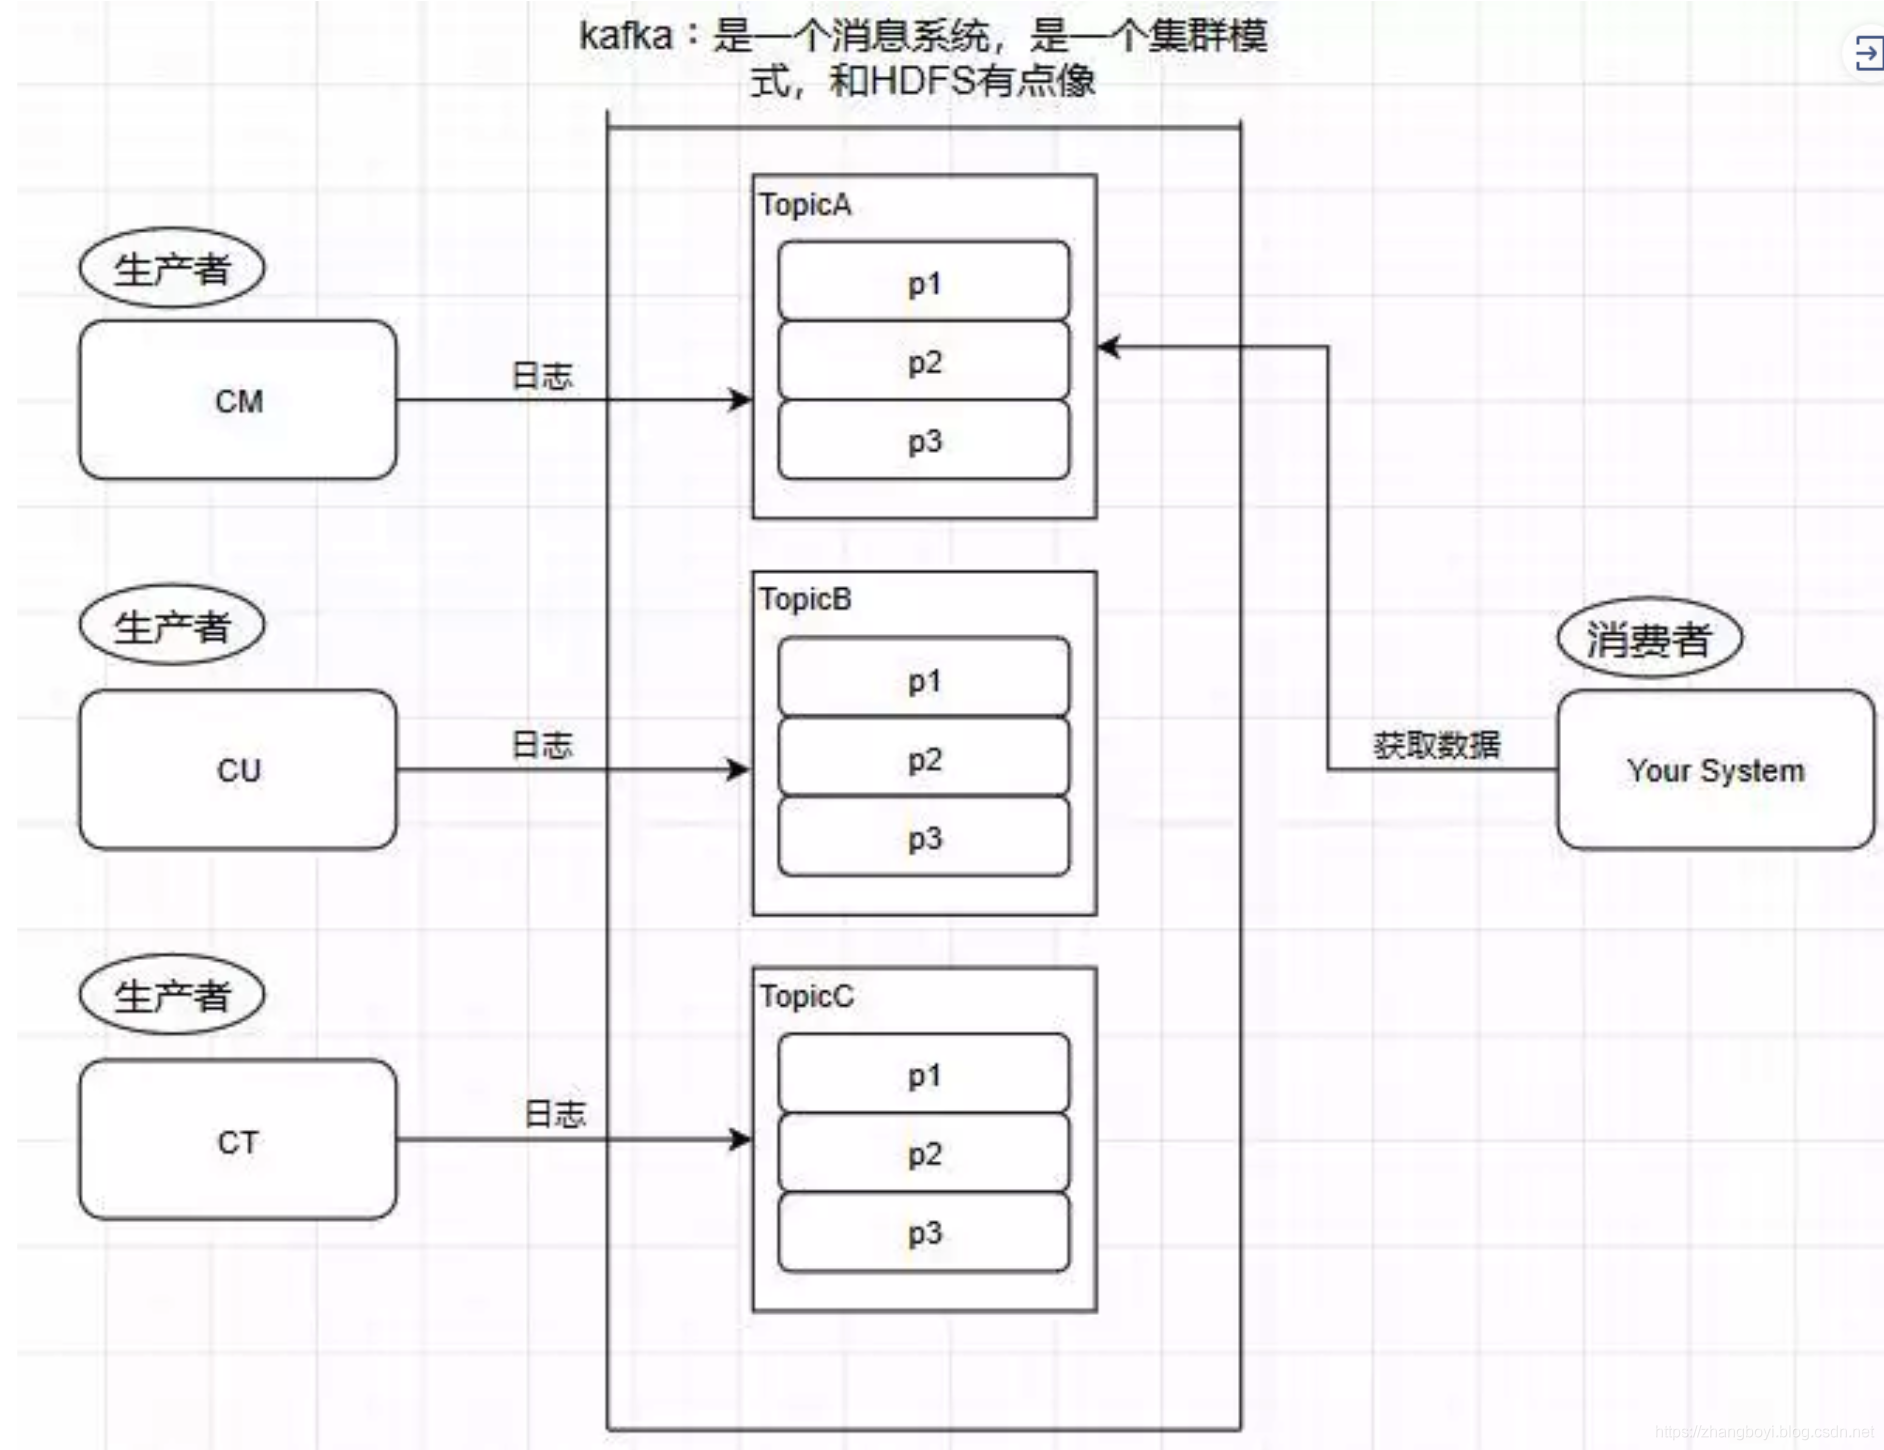 kafka：是一个消息系统，是一个集群模
式，和HDFS有点像
TopicA
生产者
p1
p2
日志
CM
p3
TopicB
生产者
消费者
p1
日志
获取数据
p2
CU
Your System
p3
TopicC
生产者
p1
日志
CT
p2
p3
https://zhangboyi.blog.csdn.net